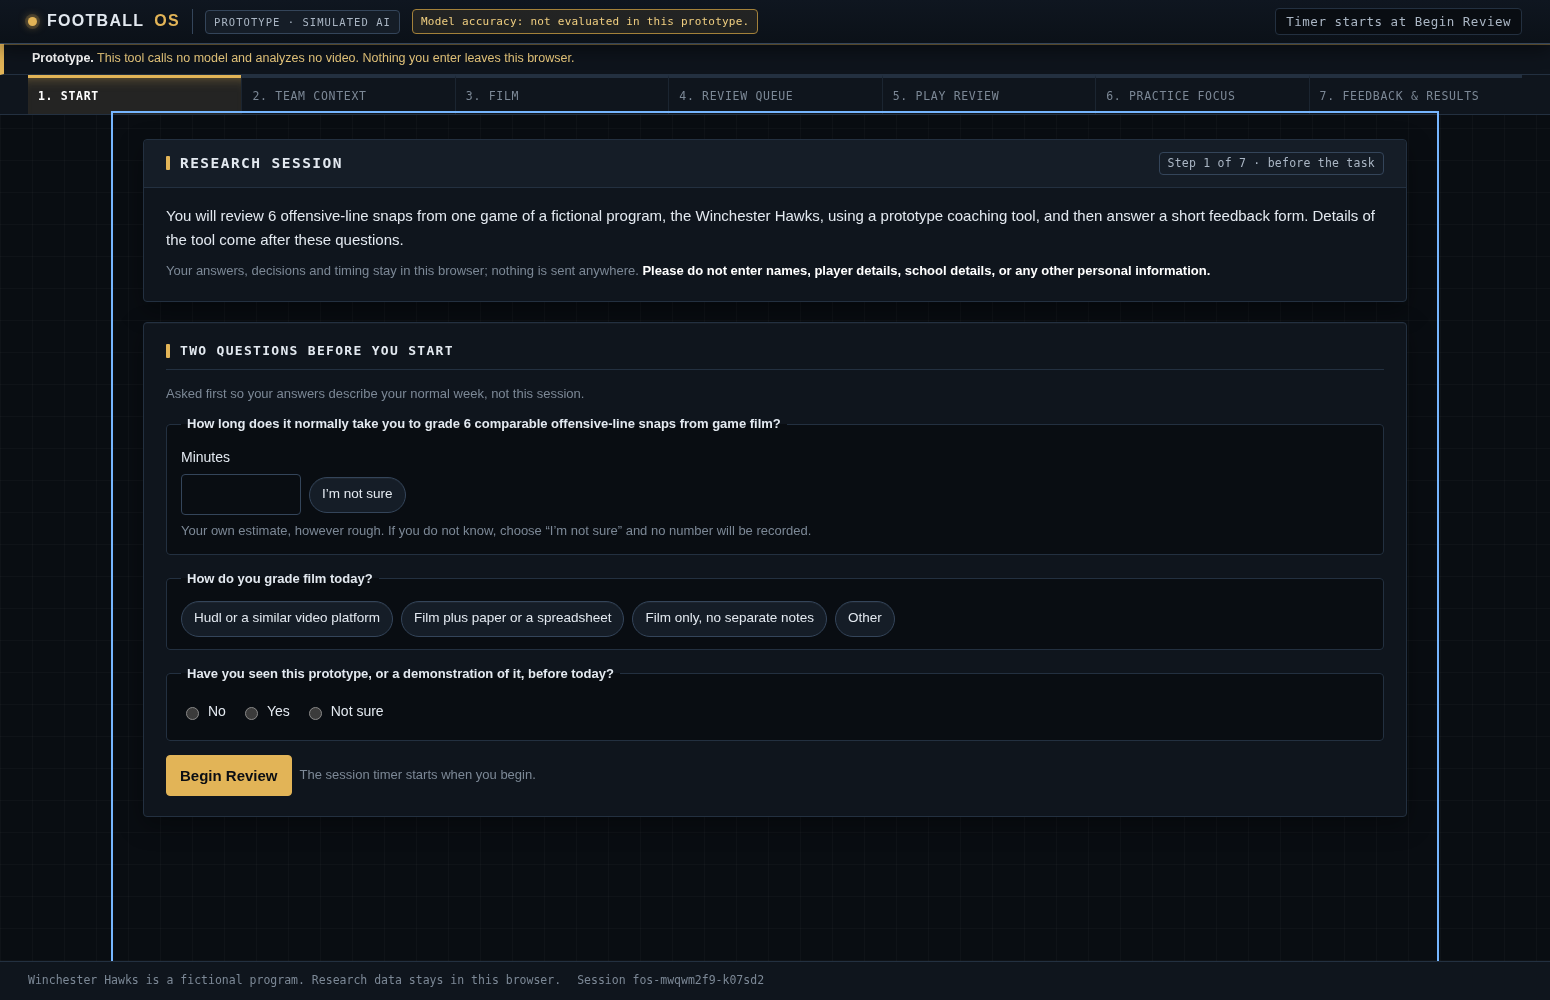 FOOTBALL OS
PROTOTYPE · SIMULATED AI
Model accuracy: not evaluated in this prototype.
Timer starts at Begin Review
Prototype. This tool calls no model and analyzes no video. Nothing you enter leaves this browser.
1. START
2. TEAM CONTEXT
3. FILM
4. REVIEW QUEUE
5. PLAY REVIEW
6. PRACTICE FOCUS
7. FEEDBACK & RESULTS
RESEARCH SESSION
Step 1 of 7 · before the task
You will review 6 offensive-line snaps from one game of a fictional program, the Winchester Hawks, using a prototype coaching tool, and then answer a short feedback form. Details of
the tool come after these questions.
Your answers, decisions and timing stay in this browser; nothing is sent anywhere. Please do not enter names, player details, school details, or any other personal information.
TWO QUESTIONS BEFORE YOU START
Asked first so your answers describe your normal week, not this session.
How long does it normally take you to grade 6 comparable offensive-line snaps from game film?
Minutes
I'm not sure
Your own estimate, however rough. If you do not know, choose “I’m not sure” and no number will be recorded.
How do you grade film today?
Hudl or a similar video platform
Film plus paper or a spreadsheet
Film only, no separate notes
Other
Have you seen this prototype, or a demonstration of it, before today?
No
Yes
Not sure
Begin Review
The session timer starts when you begin.
Winchester Hawks is a fictional program. Research data stays in this browser.
Session fos-mwqwm2f9-k07sd2